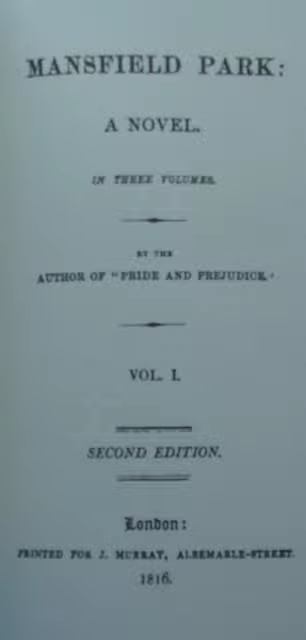 MANSFIELD PARK:
A NOVEL.
IN THREE VOLUMES.
BY THE
AUTHOR OF "PRIDE AND PREJUDICE."
VOL. I.
SECOND EDITION.
London:
PRINTED FOR J. MURRAY, ALBEMARLE-STREET.
1816.